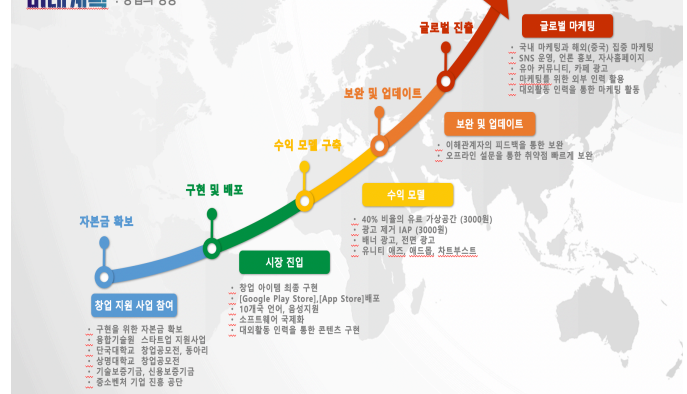 글로벌 진출
글로벌 마케팅
· 국내 마케팅과 해외(중국) 집중 마케팅
· SNS 운영, 언론 홍보, 자사홈페이지
· 유아 커뮤니티, 카페 광고
· 마케팅를 위한 외부 인력 활용
· 대외활동 인력을 통한 마케팅 활동
보완 및 업데이트
보완 및 업데이트
· 이해관계자의 피드백을 통한 보완
· 오프라인 설문을 통한 취약점 빠르게 보완
수익 모델 구축
수익 모델
· 40% 비율의 유료 가상공간 (3000원)
· 광고 제거 IAP (3000원)
· 배너 광고, 전면 광고
· 유니티 애즈, 애드몹, 차트부스트
구현 및 배포
시장 진입
· 창업 아이템 최종 구현
· [Google Play Store],[App Store]배포
· 10개국 언어, 음성지원
· 소프트웨어 국제화
· 대외활동 인력을 통한 콘텐츠 구현
자본금 확보
창업 지원 사업 참여
· 구현을 위한 자본금 확보
· 융합기술원 스타트업 지원사업
· 단국대학교 창업공모전, 동아리
· 상명대학교 창업공모전
· 기술보증기금, 신용보증기금
· 중소벤처 기업 진흥 공단